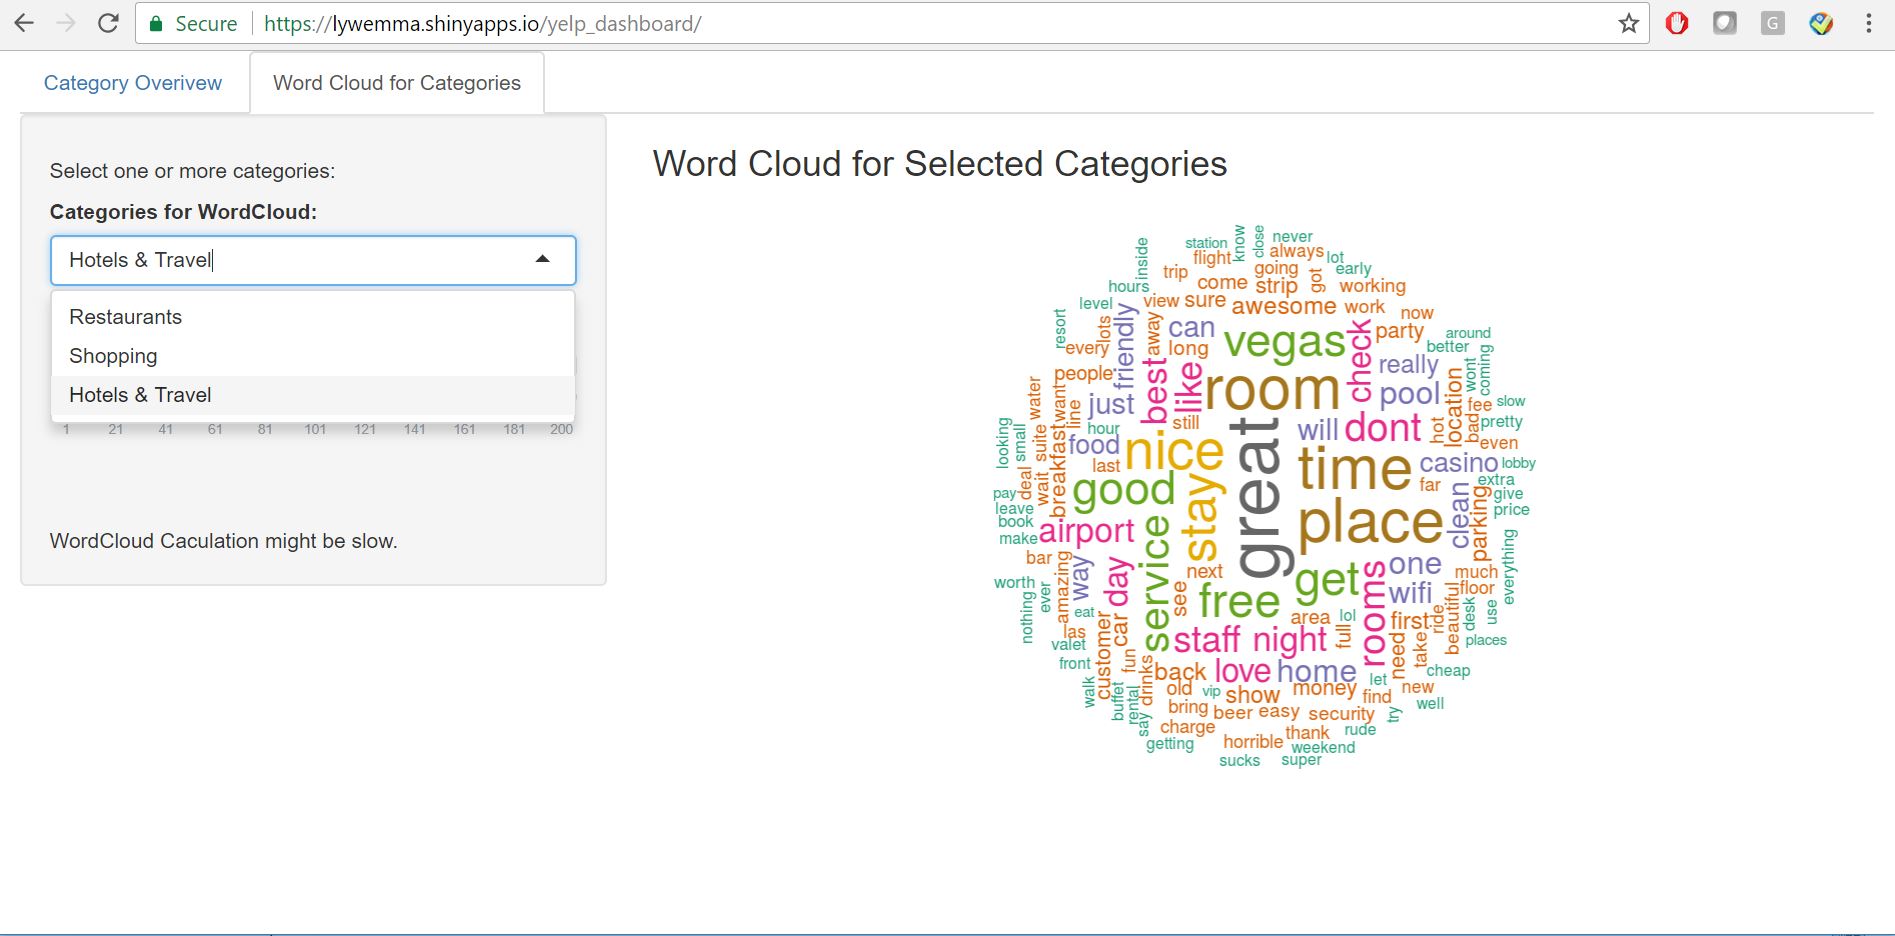 Secure https://lywemma.shinyapps.io/yelp_dashboard/
G
Category Overivew
Word Cloud for Categories
Select one or more categories:
Categories for WordCloud:
Hotels & Travel
Restaurants
Shopping
Hotels & Travel
1 21 41 61 81 101 121 141 161 181 200
WordCloud Caculation might be slow.
Word Cloud for Selected Categories
station
know
close
never
inside
flight
always
lot
trip
going
early
hours
come
strip
got
working
level
view
sure
awesome
work
now
resort
lots
friendly
away
can
vegas
check
party
around
every
long
better
people
best
like
room
really
wont
coming
water
want
line
just
still
pool
location
fee
slow
looking
small
suite
hour
great
will
dont
hot
bad
pretty
breakfast
food
last
nice
even
deal
wait
time
casino
lobby
pay
good
stay
far
extra
give
leave
book
make
airport
service
place
clean
parking
price
bar
amazing
way
day
next
get
rooms
one
much
everything
worth
ever
nothing
eat
see
free
wifi
floor
las
car
customer
area
lol
full
first
ride
beautiful
desk
use
valet
staff
night
need
take
places
front
fun
drinks
back
love
home
let
cheap
walk
buffet
rental
say
old
vip
show
money
find
new
well
bring
beer
easy
security
try
charge
thank
rude
getting
horrible
weekend
sucks
super